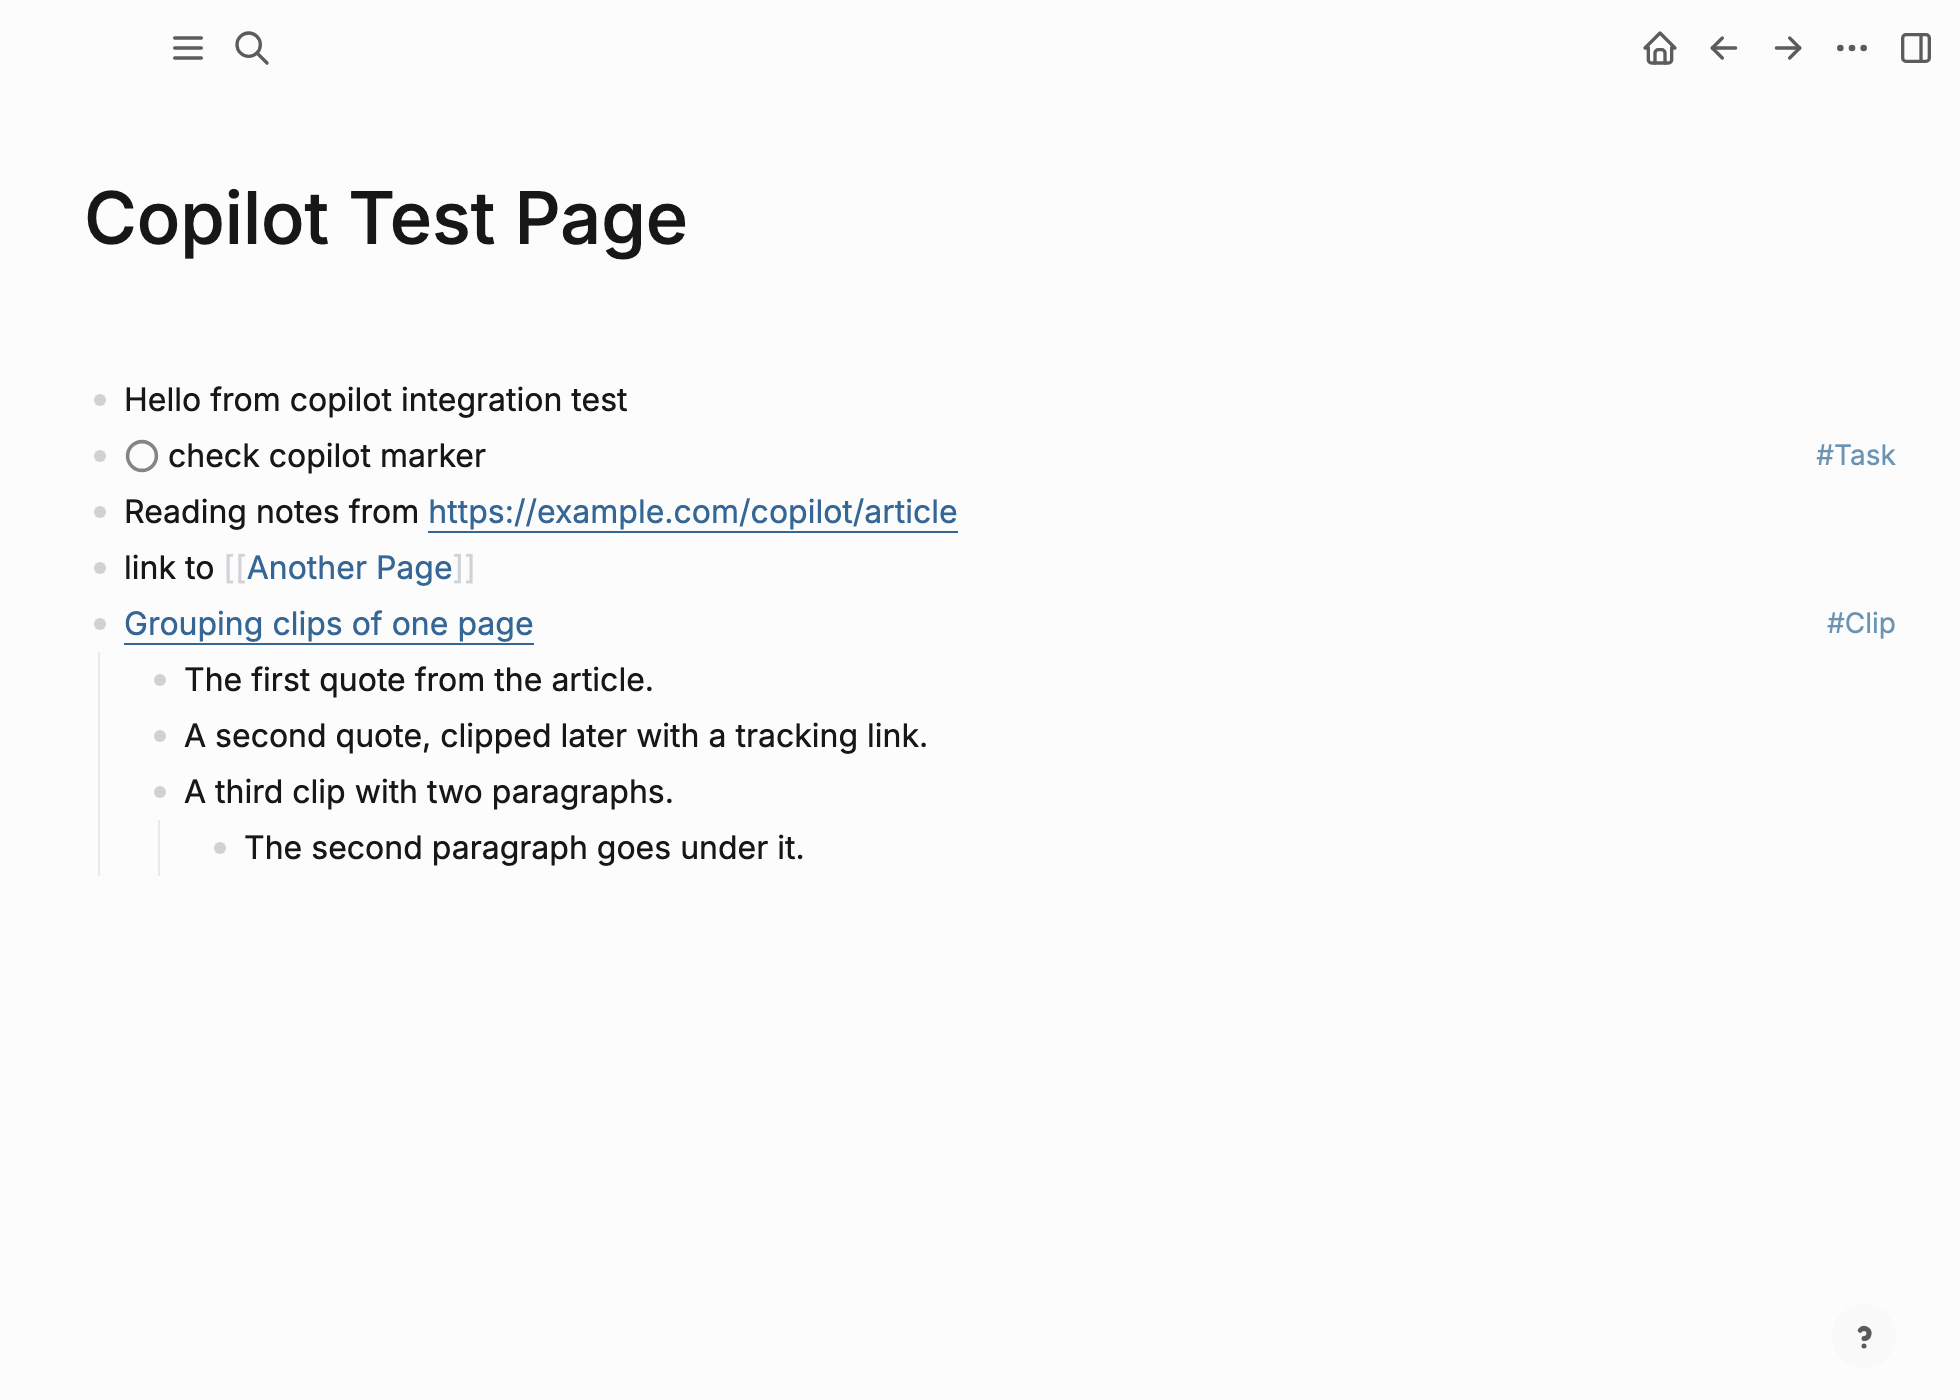 Copilot Test Page
Hello from copilot integration test
check copilot marker #Task
Reading notes from https://example.com/copilot/article
link to [[Another Page]]
Grouping clips of one page #Clip
The first quote from the article.
A second quote, clipped later with a tracking link.
A third clip with two paragraphs.
The second paragraph goes under it.
?